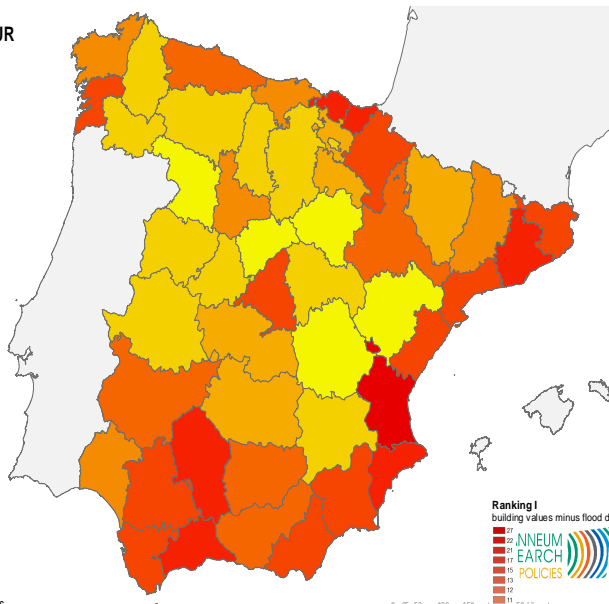 UR
Ranking I
building values minus flood d
27
22
21
17
15
13
12
11
NNEUM
EARCH
POLICIES